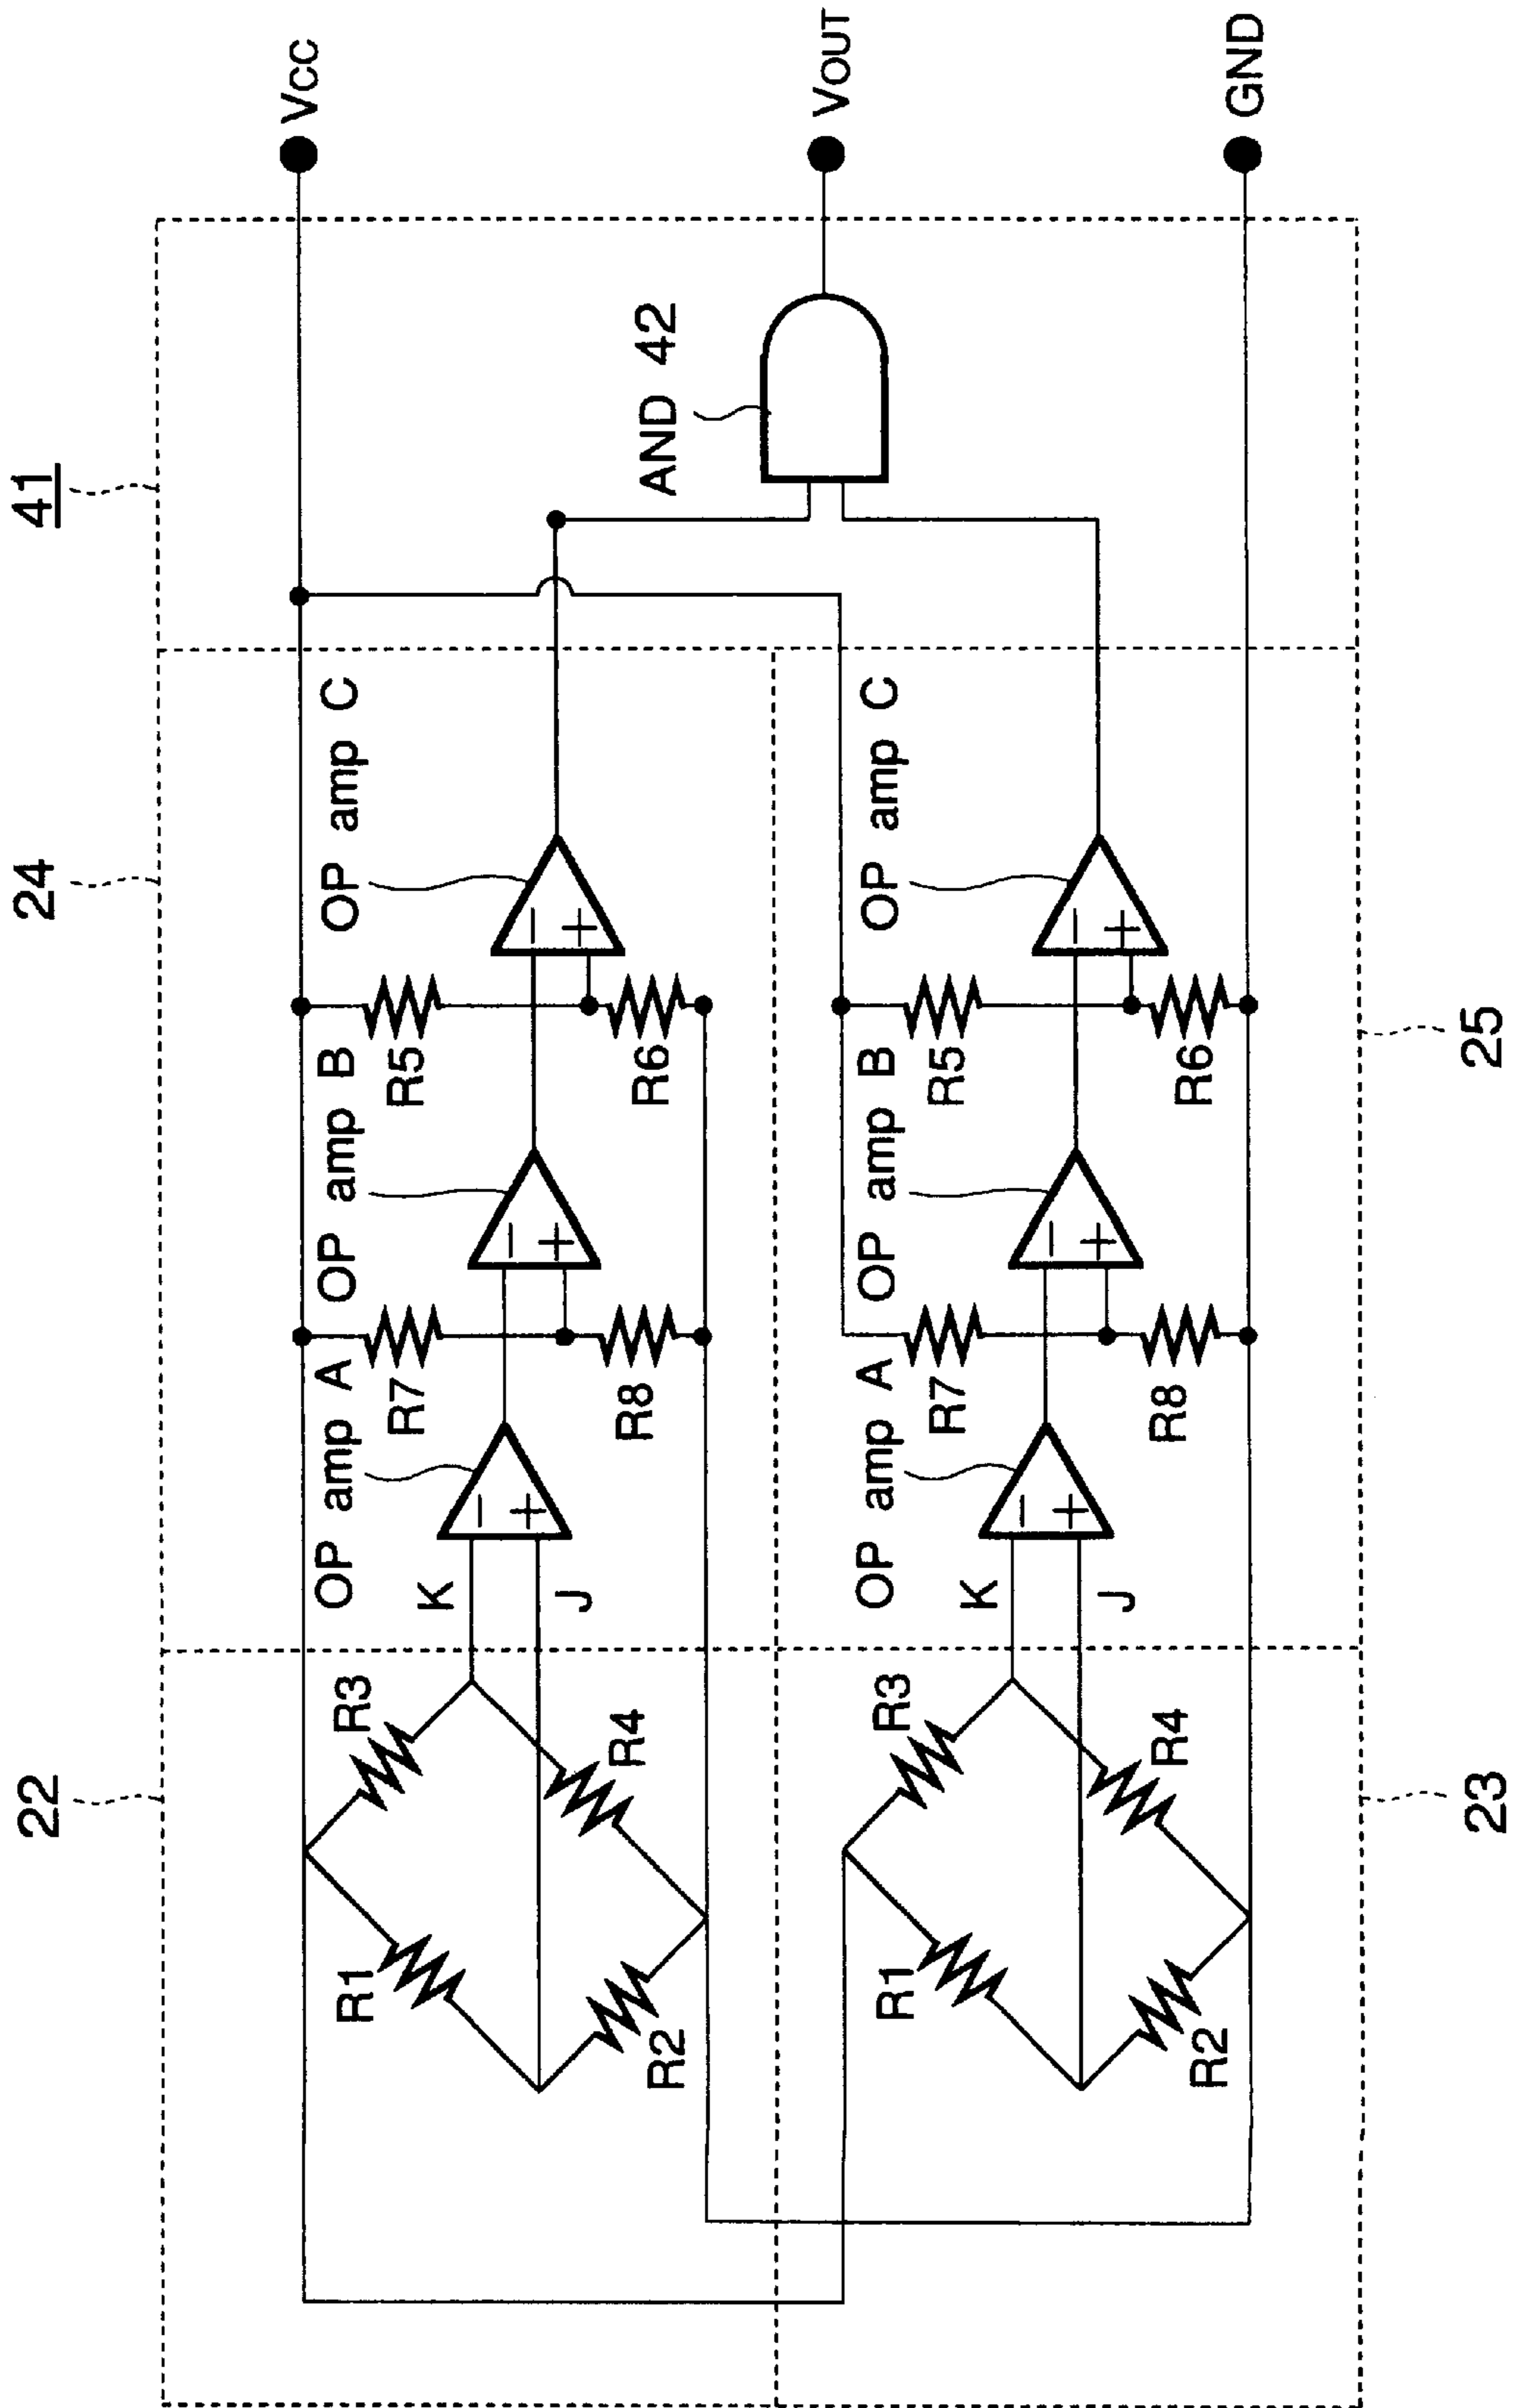 41
24
22
VCC
VOUT
GND
AND 42
OP amp A
OP amp B
OP amp C
R7
R5
R8
R6
K
J
R3
R1
R4
R2
OP amp A
OP amp B
OP amp C
R7
R5
R8
R6
K
J
R3
R1
R4
R2
23
25
− + − + − +
− + − + − +